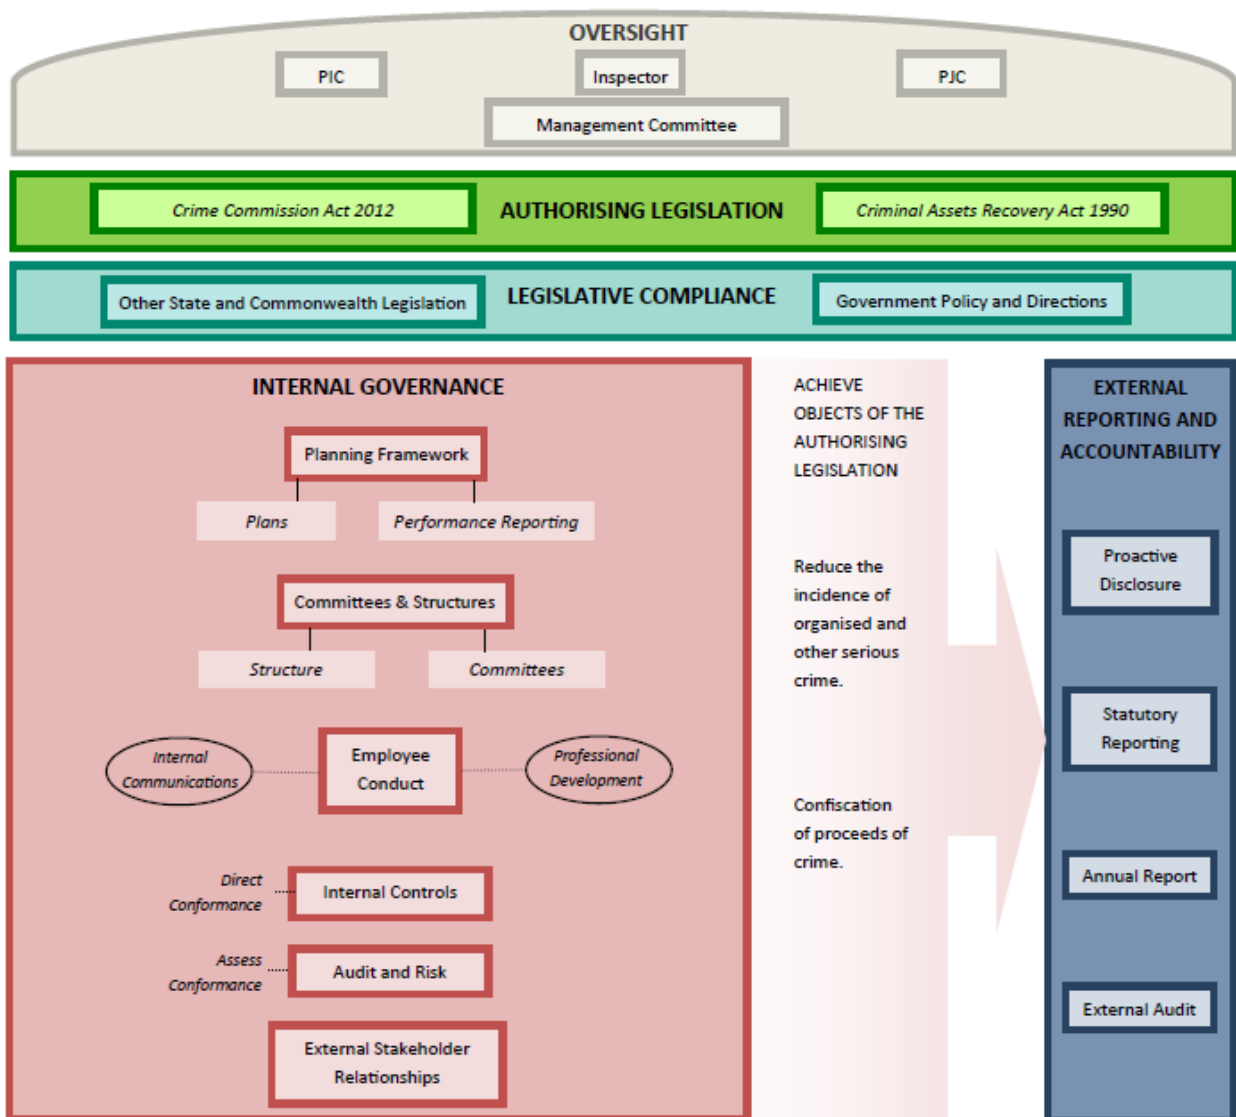 OVERSIGHT
PIC
Inspector
PJC
Management Committee
Crime Commission Act 2012
AUTHORISING LEGISLATION
Criminal Assets Recovery Act 1990
Other State and Commonwealth Legislation
LEGISLATIVE COMPLIANCE
Government Policy and Directions
INTERNAL GOVERNANCE
Planning Framework
Plans
Performance Reporting
Committees & Structures
Structure
Committees
Internal
Communications
Employee
Conduct
Professional
Development
Direct
Conformance
Internal Controls
Assess
Conformance
Audit and Risk
External Stakeholder
Relationships
ACHIEVE
OBJECTS OF THE
AUTHORISING
LEGISLATION
Reduce the
incidence of
organised and
other serious
crime.
Confiscation
of proceeds of
crime.
EXTERNAL
REPORTING AND
ACCOUNTABILITY
Proactive
Disclosure
Statutory
Reporting
Annual Report
External Audit